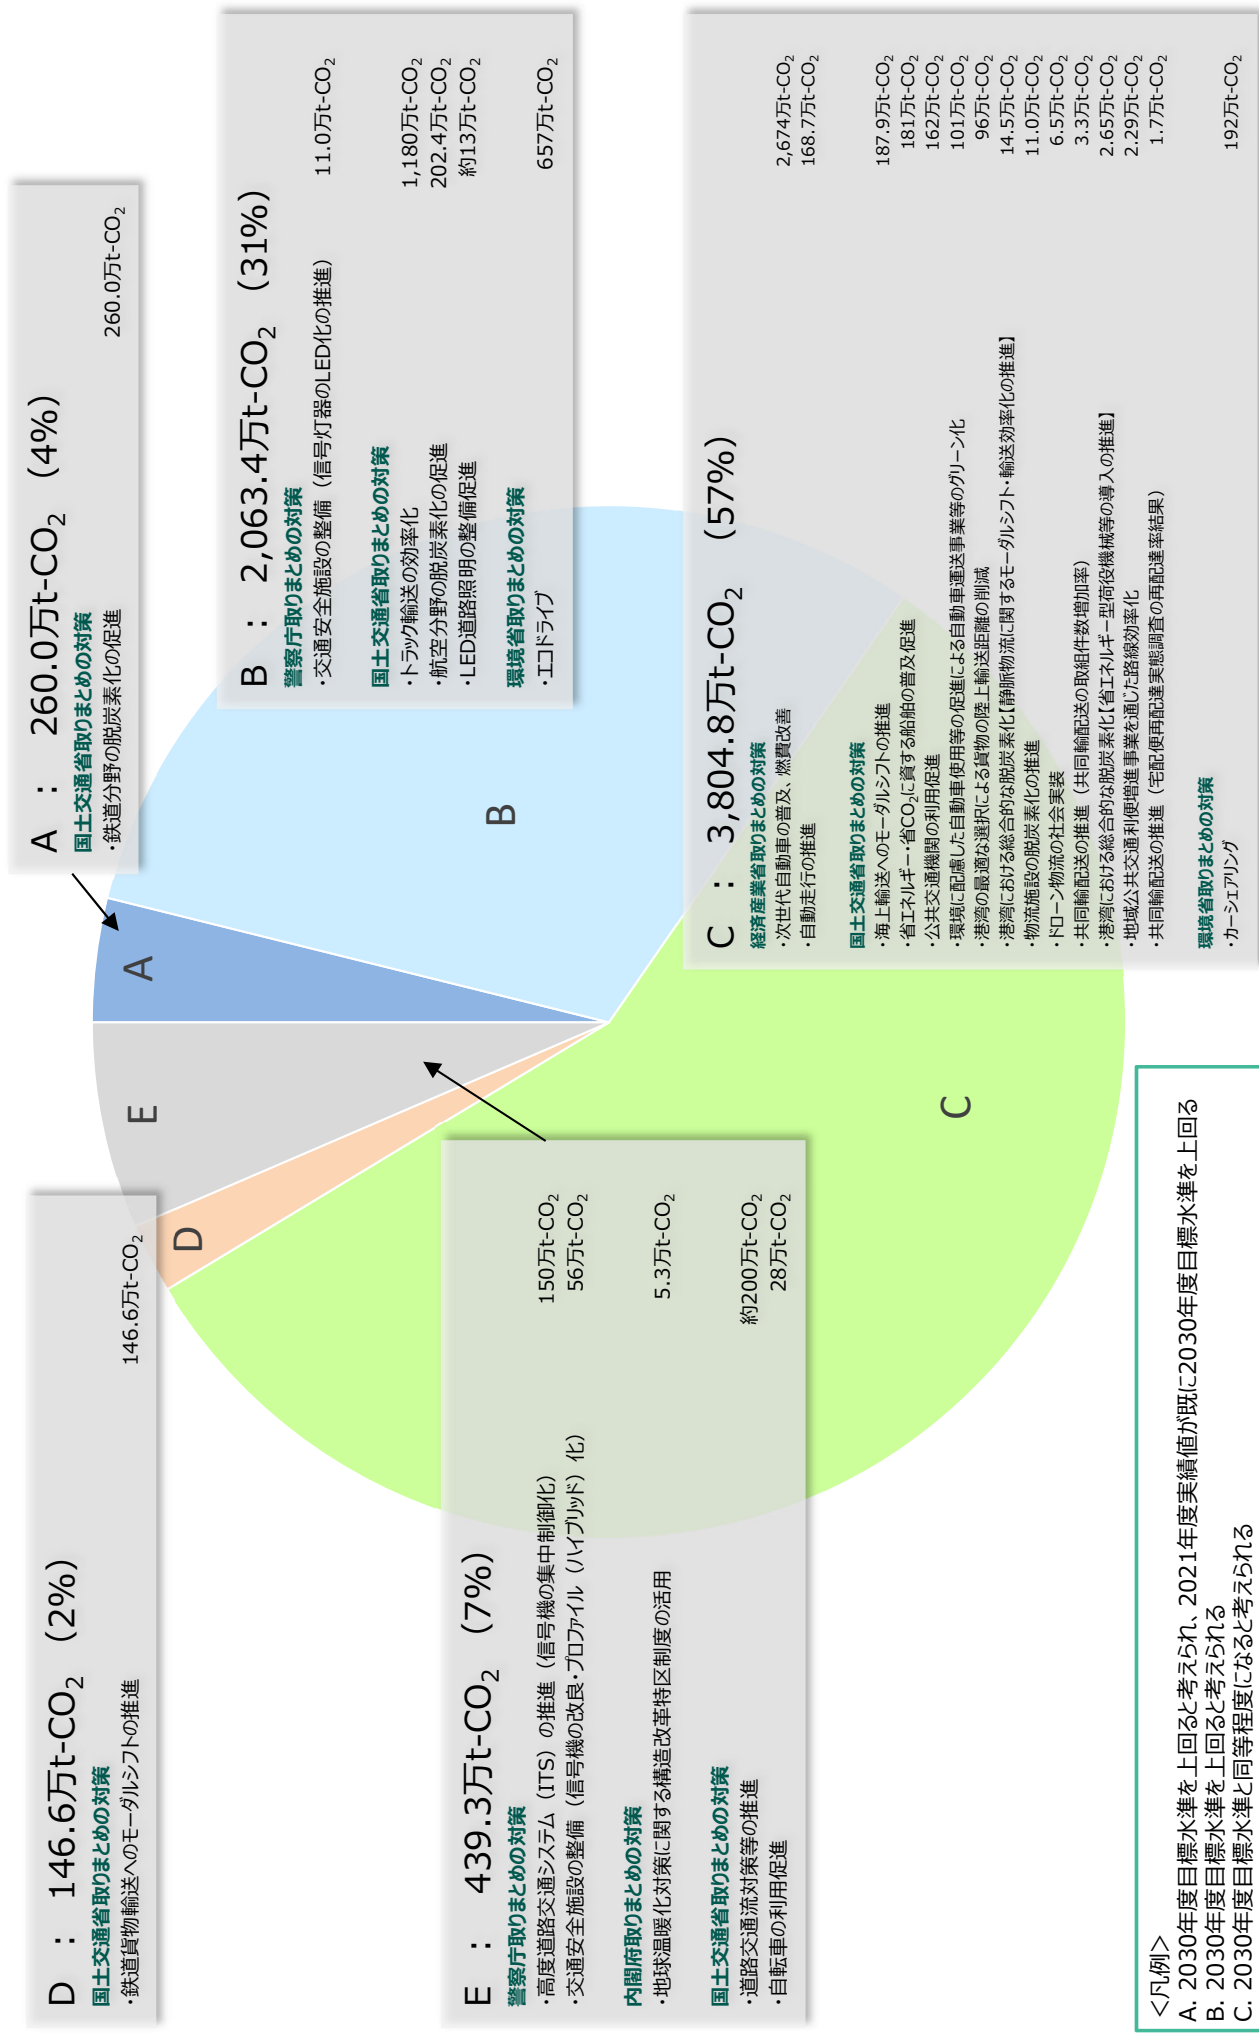 D ： 146.6万t-CO₂ （2%）
国土交通省取りまとめの対策
・鉄道貨物輸送へのモーダルシフトの推進 146.6万t-CO₂
A ： 260.0万t-CO₂ （4%）
国土交通省取りまとめの対策
・鉄道分野の脱炭素化の促進 260.0万t-CO₂
E
A
D
B
C
B ： 2,063.4万t-CO₂ （31%）
警察庁取りまとめの対策
・交通安全施設の整備（信号灯器のLED化の推進） 11.0万t-CO₂
国土交通省取りまとめの対策
・トラック輸送の効率化 1,180万t-CO₂
・航空分野の脱炭素化の促進 202.4万t-CO₂
・LED道路照明の整備促進 約13万t-CO₂
環境省取りまとめの対策
・エコドライブ 657万t-CO₂
E ： 439.3万t-CO₂ （7%）
警察庁取りまとめの対策
・高度道路交通システム（ITS）の推進（信号機の集中制御化） 150万t-CO₂
・交通安全施設の整備（信号機の改良・プロファイル（ハイブリッド）化） 56万t-CO₂
内閣府取りまとめの対策
・地球温暖化対策に関する構造改革特区制度の活用 5.3万t-CO₂
国土交通省取りまとめの対策
・道路交通流対策等の推進 約200万t-CO₂
・自転車の利用促進 28万t-CO₂
C ： 3,804.8万t-CO₂ （57%）
経済産業省取りまとめの対策
・次世代自動車の普及、燃費改善 2,674万t-CO₂
・自動走行の推進 168.7万t-CO₂
国土交通省取りまとめの対策
・海上輸送へのモーダルシフトの推進 187.9万t-CO₂
・省エネルギー・省CO₂に資する船舶の普及促進 181万t-CO₂
・公共交通機関の利用促進 162万t-CO₂
・環境に配慮した自動車使用等の促進による自動車運送事業等のグリーン化 101万t-CO₂
・港湾の最適な選択による貨物の陸上輸送距離の削減 96万t-CO₂
・港湾における総合的な脱炭素化【静脈物流に関するモーダルシフト・輸送効率化の推進】 14.5万t-CO₂
・物流施設の脱炭素化の推進 11.0万t-CO₂
・ドローン物流の社会実装 6.5万t-CO₂
・共同輸配送の推進（共同輸配送の取組件数増加率） 3.3万t-CO₂
・港湾における総合的な脱炭素化【省エネルギー型荷役機械等の導入の推進】 2.65万t-CO₂
・地域公共交通利便増進事業を通じた路線効率化 2.29万t-CO₂
・共同輸配送の推進（宅配便再配達実態調査の再配達率結果） 1.7万t-CO₂
環境省取りまとめの対策
・カーシェアリング 192万t-CO₂
＜凡例＞
A. 2030年度目標水準を上回ると考えられ、2021年度実績値が既に2030年度目標水準を上回る
B. 2030年度目標水準を上回ると考えられる
C. 2030年度目標水準と同等程度になると考えられる